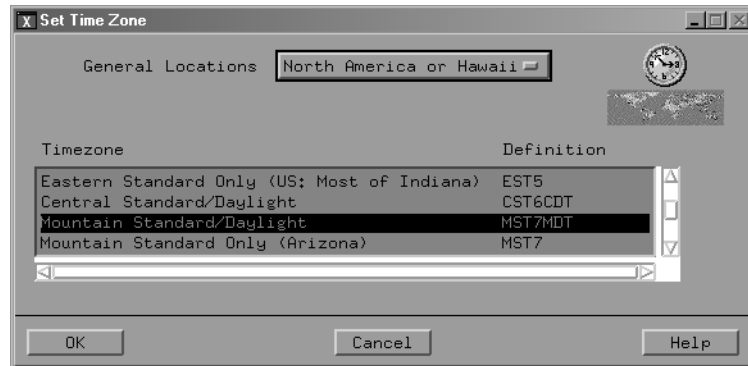 X Set Time Zone
General Locations North America or Hawaii
Timezone Definition
Eastern Standard Only (US: Most of Indiana) EST5
Central Standard/Daylight CST6CDT
Mountain Standard/Daylight MST7MDT
Mountain Standard Only (Arizona) MST7
OK Cancel Help